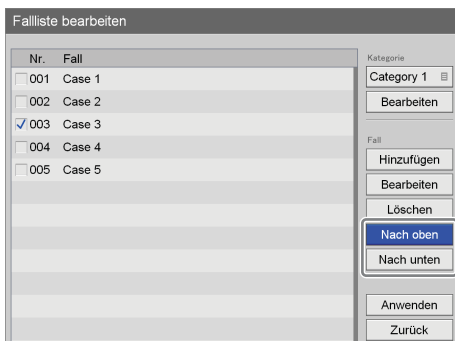 Fallliste bearbeiten
Nr. Fall
001 Case 1
002 Case 2
003 Case 3
004 Case 4
005 Case 5
Kategorie
Category 1
Bearbeiten
Fall
Hinzufügen
Bearbeiten
Löschen
Nach oben
Nach unten
Anwenden
Zurück